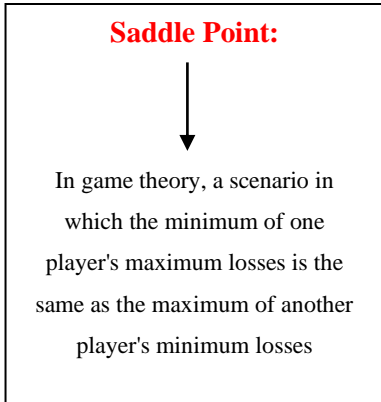 Saddle Point:
In game theory, a scenario in
which the minimum of one
player's maximum losses is the
same as the maximum of another
player's minimum losses